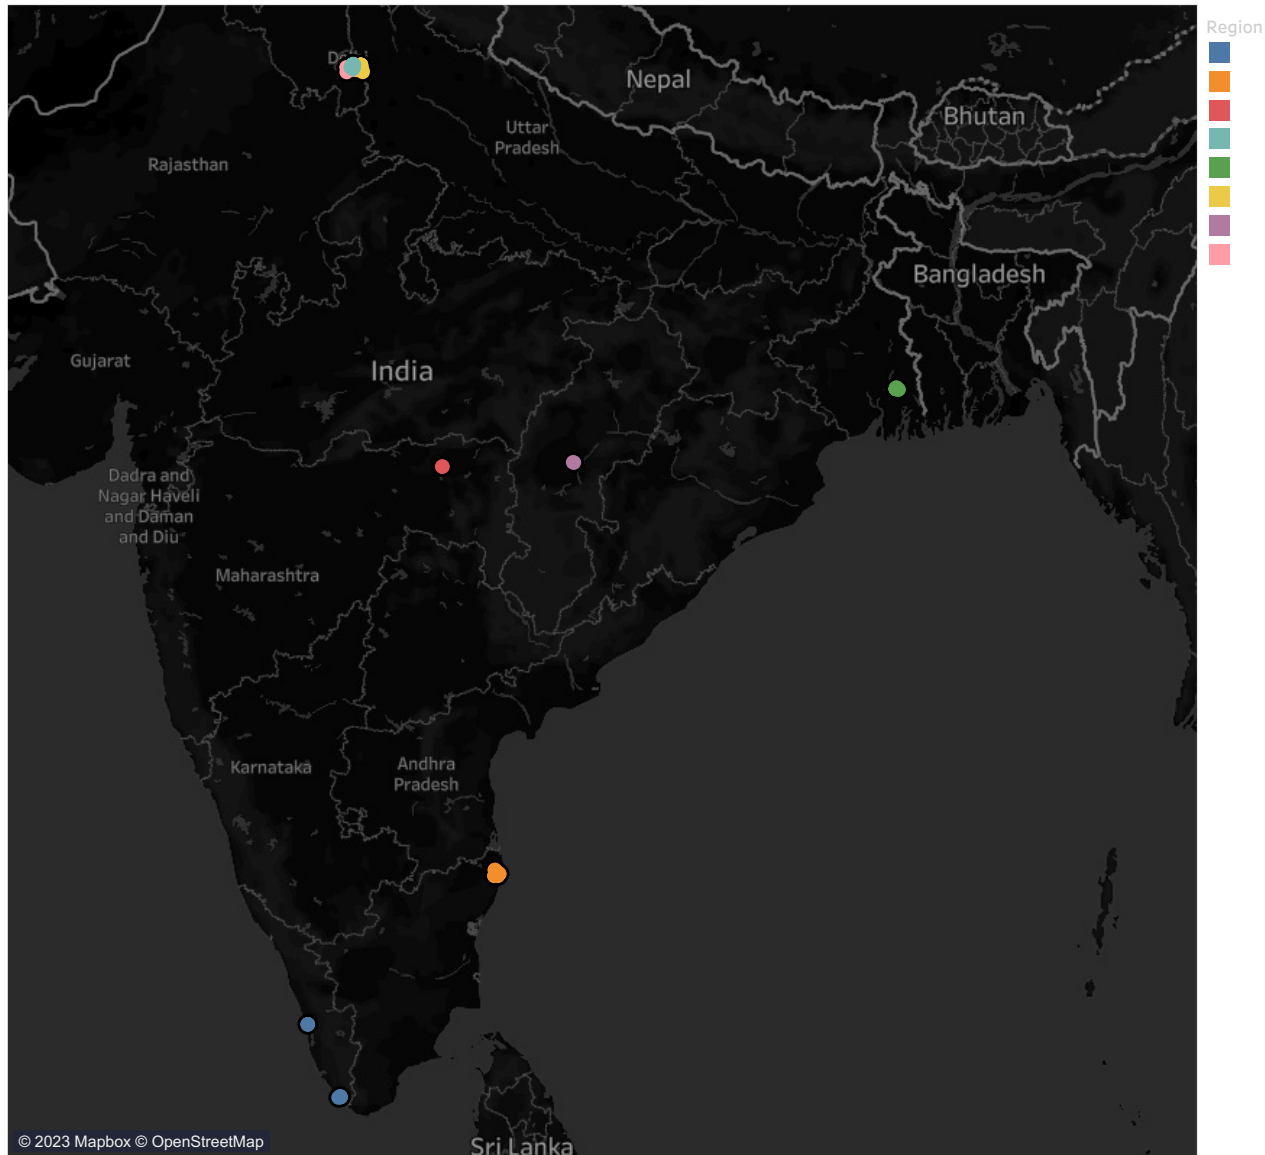 Region
Nepal
Bhutan
Uttar
Pradesh
Rajasthan
Bangladesh
Gujarat
India
Dadra and
Nagar Haveli
and Daman
and Diu
Maharashtra
Karnataka
Andhra
Pradesh
Sri Lanka
© 2023 Mapbox © OpenStreetMap